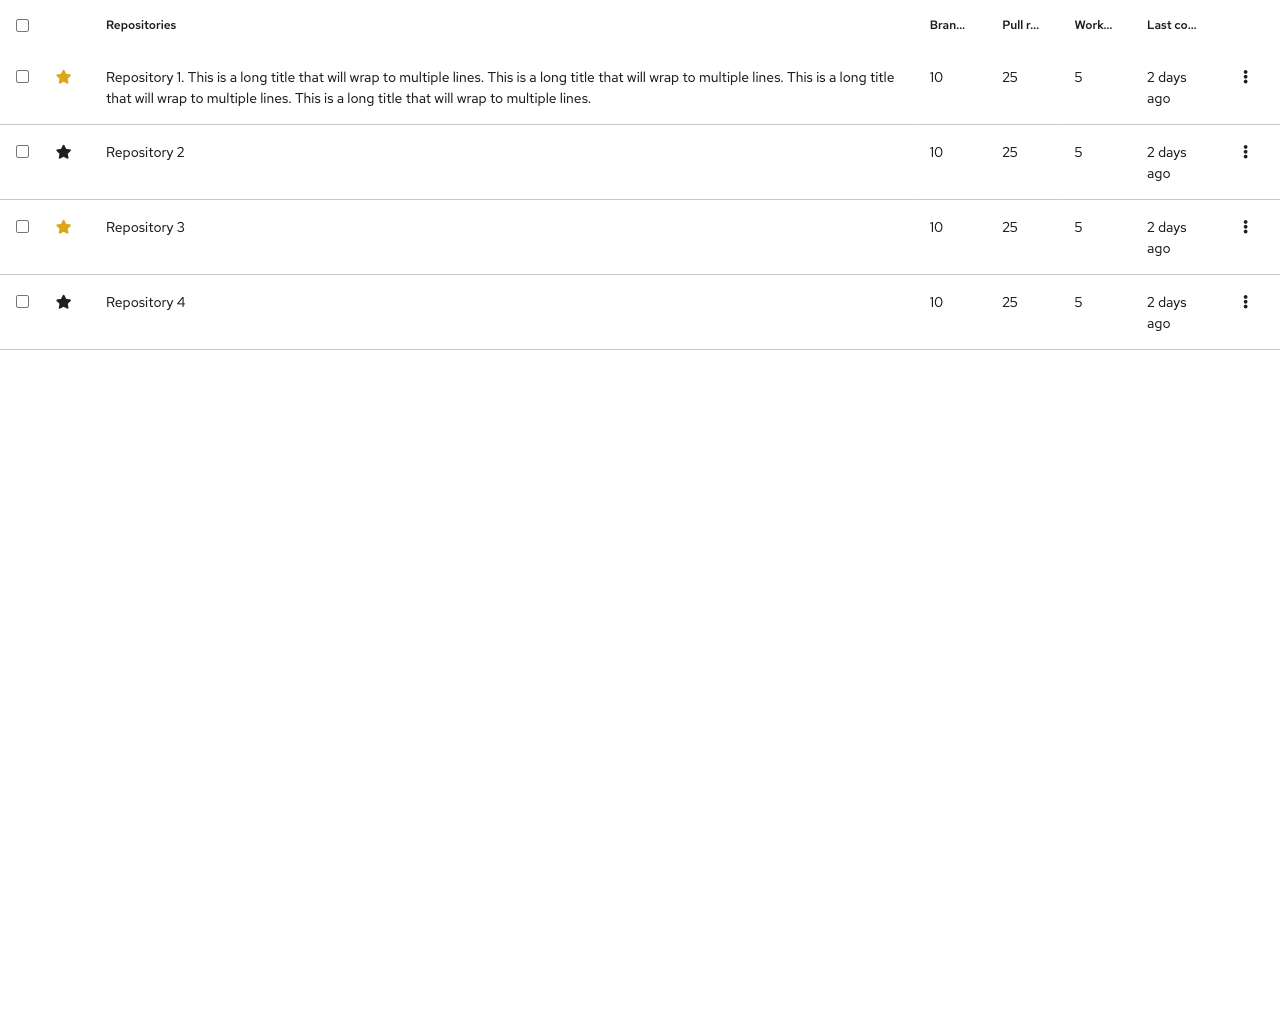 Repositories Bran... Pull r... Work... Last co...
Repository 1. This is a long title that will wrap to multiple lines. This is a long title that will wrap to multiple lines. This is a long title 10 25 5 2 days
that will wrap to multiple lines. This is a long title that will wrap to multiple lines. ago
Repository 2 10 25 5 2 days
ago
Repository 3 10 25 5 2 days
ago
Repository 4 10 25 5 2 days
ago